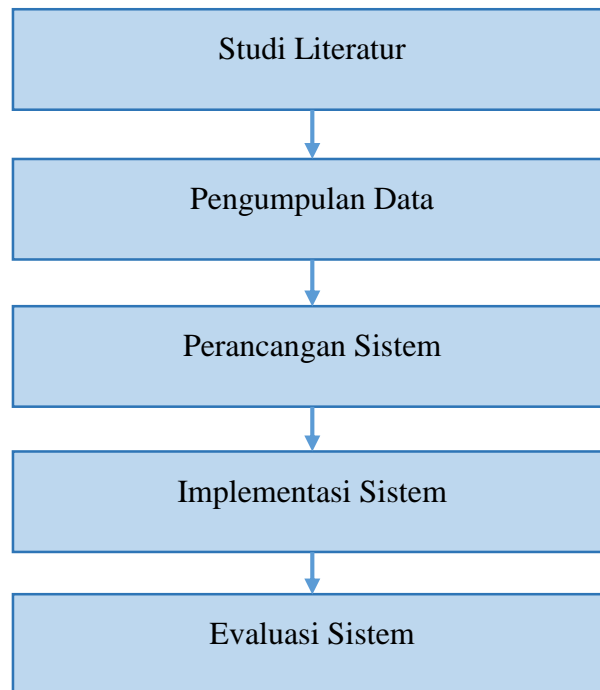 Studi Literatur
Pengumpulan Data
Perancangan Sistem
Implementasi Sistem
Evaluasi Sistem